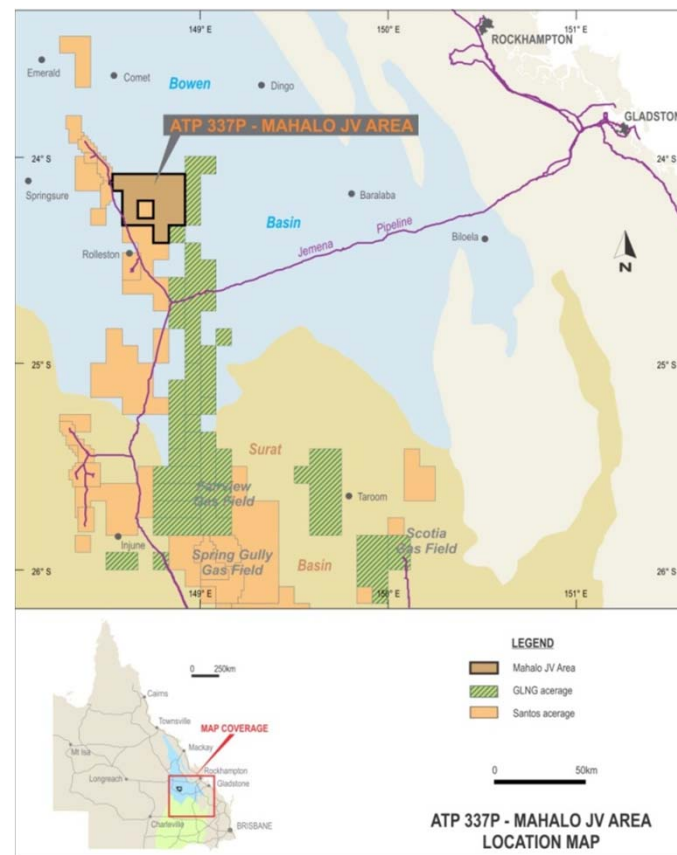 149° E
150° E
151° E
ROCKHAMPTON
Emerald
Comet
Bowen
Dingo
GLADSTON
ATP 337P - MAHALO JV AREA
24° S
24° S
Springsure
Baralaba
Basin
Jemena Pipeline
Biloela
Rolleston
N
25° S
25° S
Surat
Fairview
Gas Field
Taroom
Scotia
Gas Field
Injune
Spring Gully
Gas Field
Basin
26° S
26° S
149° E
150° E
151° E
LEGEND
Mahalo JV Area
GLNG acerage
Santos acerage
0 50km
ATP 337P - MAHALO JV AREA
LOCATION MAP
0 250km
Cairns
Townsville
MAP COVERAGE
Mackay
Mt Isa
Rockhampton
Longreach
Gladstone
Charleville
BRISBANE